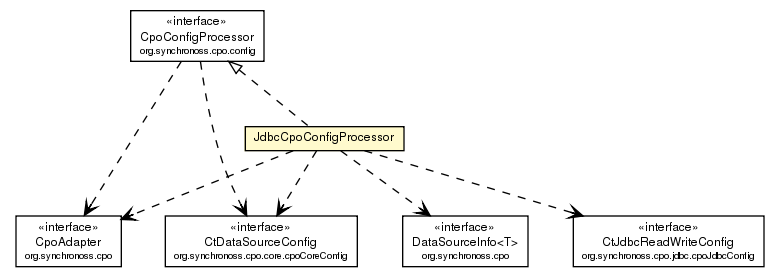 «interface»
CpoConfigProcessor
org.synchronoss.cpo.config
JdbcCpoConfigProcessor
«interface»
CpoAdapter
org.synchronoss.cpo
«interface»
CtDataSourceConfig
org.synchronoss.cpo.core.cpoCoreConfig
«interface»
DataSourceInfo<T>
org.synchronoss.cpo
«interface»
CtJdbcReadWriteConfig
org.synchronoss.cpo.jdbc.cpoJdbcConfig